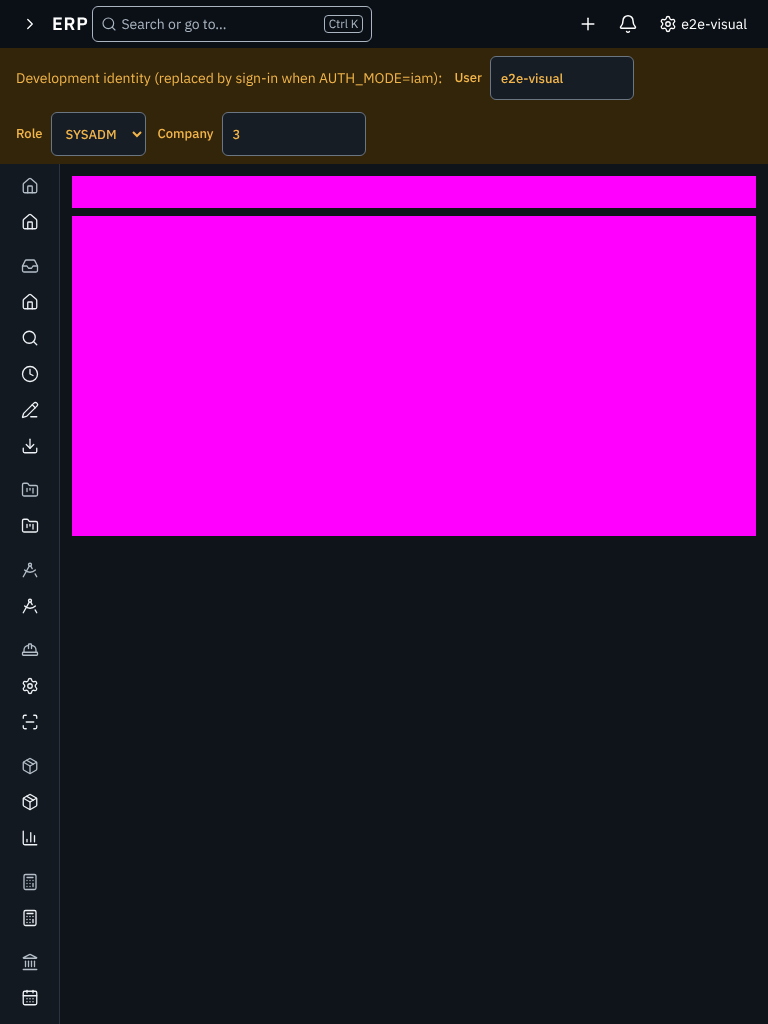 ERP Search or go to... Ctrl K e2e-visual
Development identity (replaced by sign-in when AUTH_MODE=iam): User e2e-visual
Role SYSADM Company 3